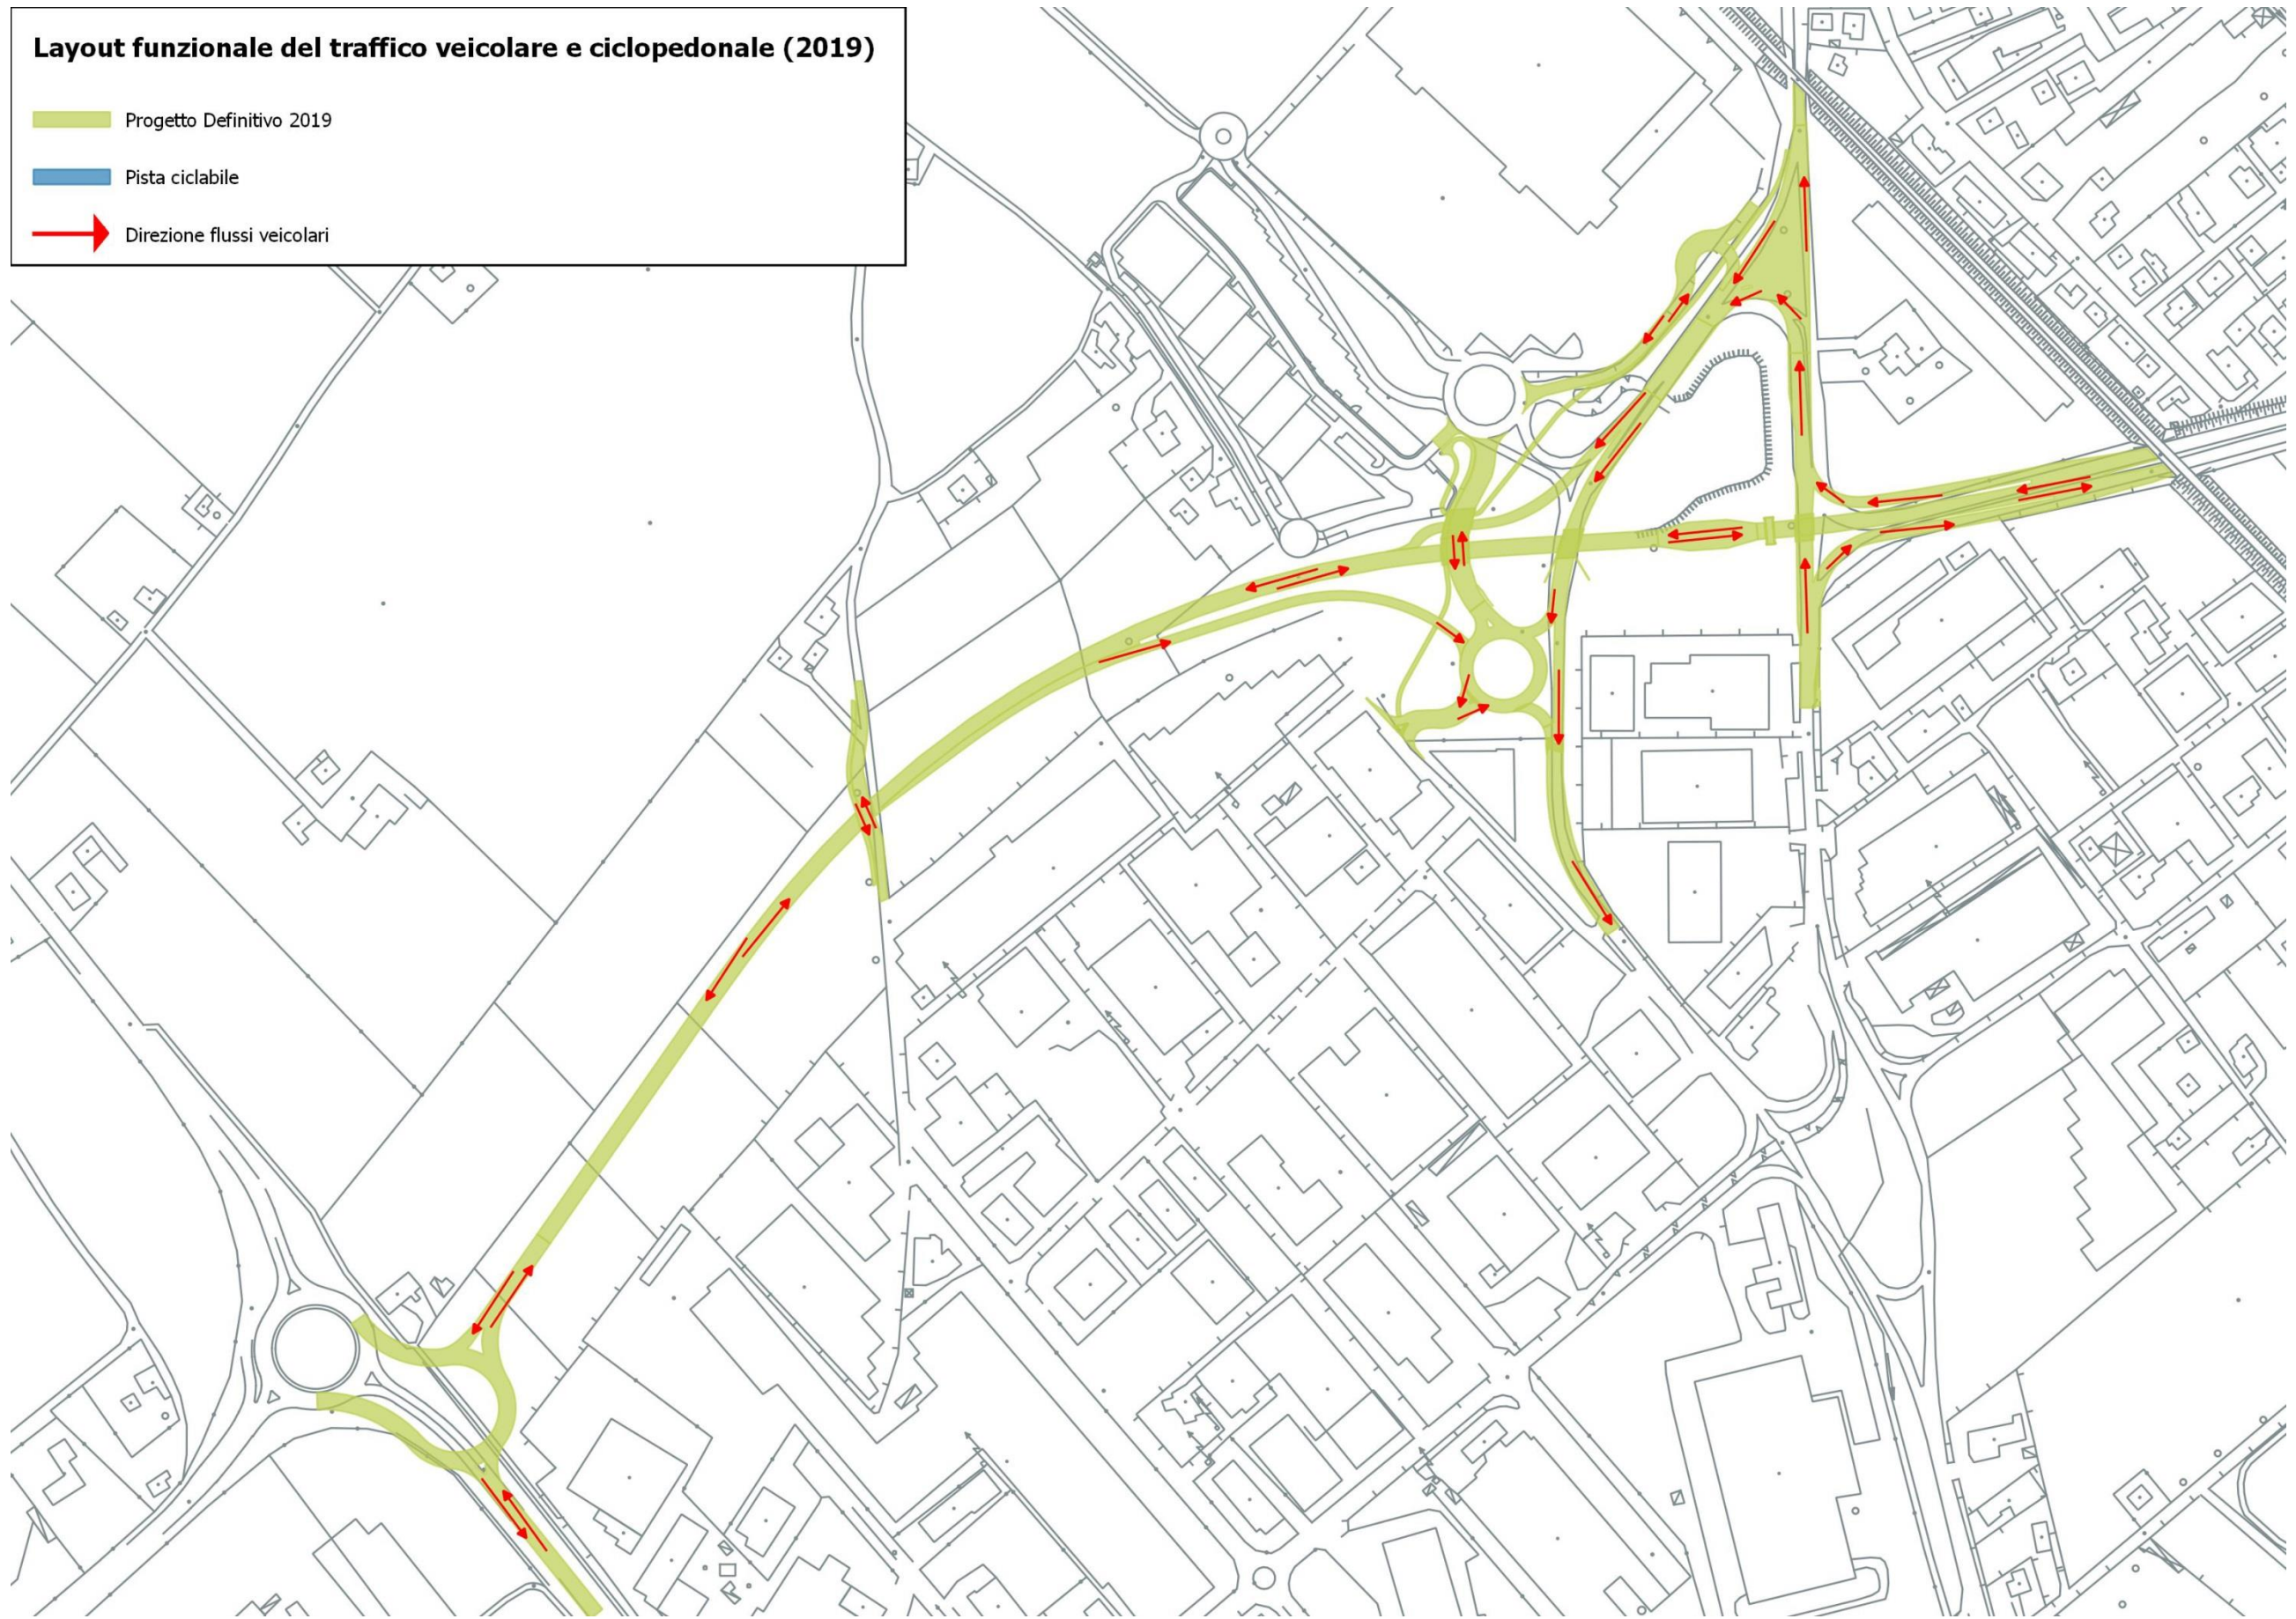 Layout funzionale del traffico veicolare e ciclopedonale (2019)
Progetto Definitivo 2019
Pista ciclabile
Direzione flussi veicolari